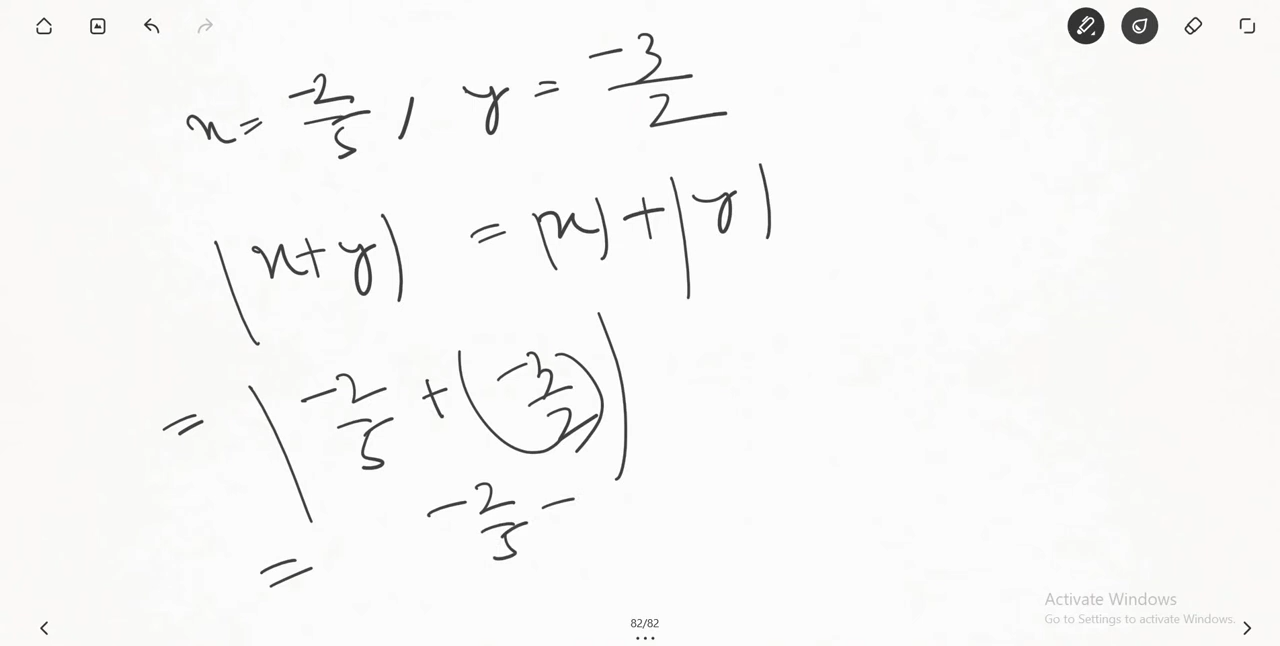 x = -2/5 , y = -3/2
|x+y| = |x| + |y|
= | -2/5 + (-3/2) |
= -2/5 -
Activate Windows
Go to Settings to activate Windows.
82/82